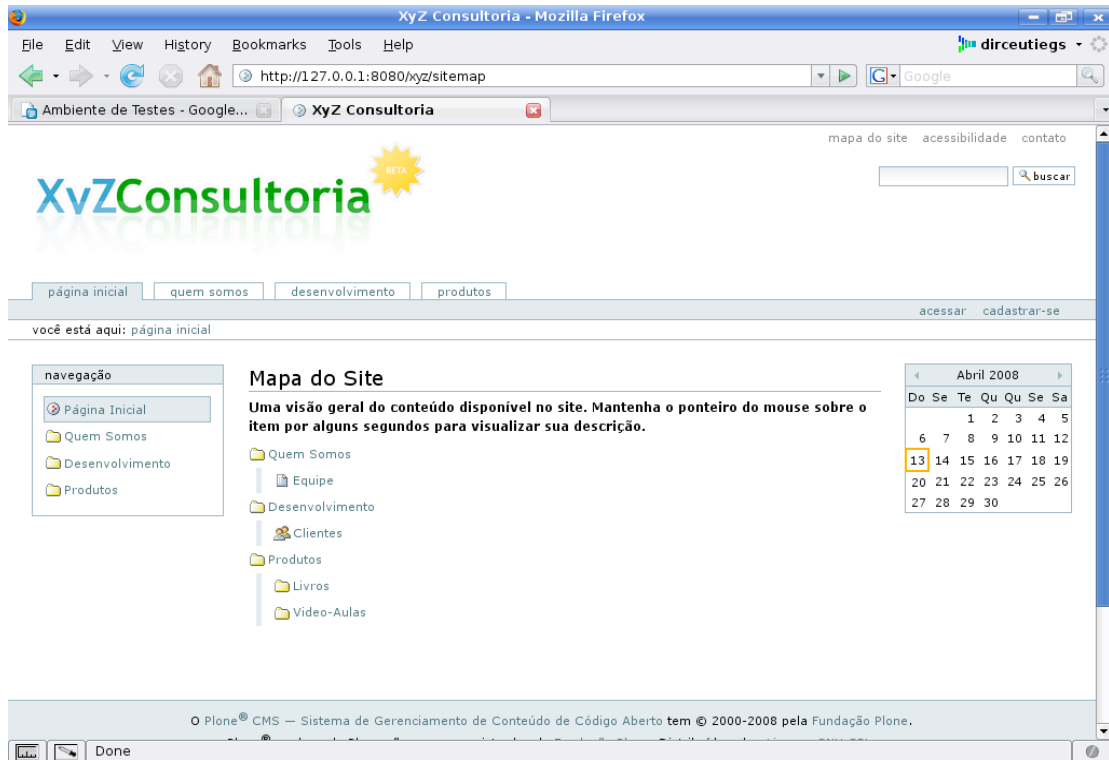 XyZ Consultoria - Mozilla Firefox
File Edit View History Bookmarks Tools Help
dirceutiegs
http://127.0.0.1:8080/xyz/sitemap
G Google
Ambiente de Testes - Google... XyZ Consultoria
mapa do site acessibilidade contato
buscar
XyZConsultoria BETA
página inicial quem somos desenvolvimento produtos
acessar cadastrar-se
você está aqui: página inicial
navegação
Página Inicial
Quem Somos
Desenvolvimento
Produtos
Mapa do Site
Uma visão geral do conteúdo disponível no site. Mantenha o ponteiro do mouse sobre o
item por alguns segundos para visualizar sua descrição.
Quem Somos
Equipe
Desenvolvimento
Clientes
Produtos
Livros
Video-Aulas
Abril 2008
Do Se Te Qu Qu Se Sa
1 2 3 4 5
6 7 8 9 10 11 12
13 14 15 16 17 18 19
20 21 22 23 24 25 26
27 28 29 30
O Plone® CMS — Sistema de Gerenciamento de Conteúdo de Código Aberto tem © 2000-2008 pela Fundação Plone.
Done